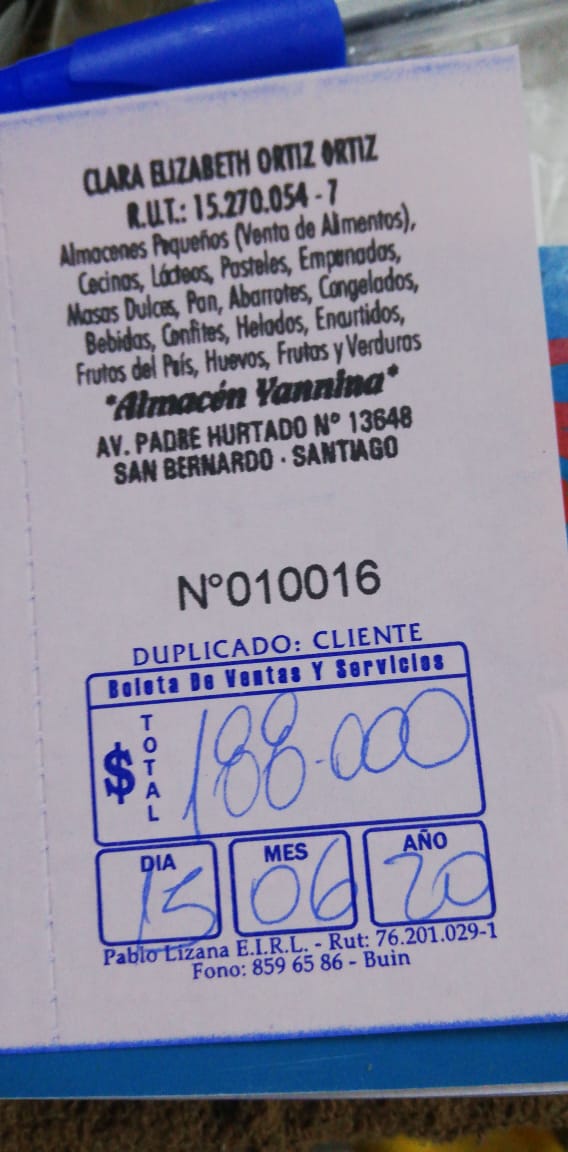 CLARA ELIZABETH ORTIZ ORTIZ
R.U.T.: 15.270.054 - 7
Almacenes Pequeños (Venta de Alimentos),
Cecinas, Lácteos, Pasteles, Empanadas,
Masas Dulces, Pan, Abarrotes, Congelados,
Bebidas, Confites, Helados, Encurtidos,
Frutos del País, Huevos, Frutas y Verduras
"Almacén Yannina"
AV. PADRE HURTADO Nº 13648
SAN BERNARDO - SANTIAGO
Nº010016
DUPLICADO: CLIENTE
Boleta De Ventas Y Servicios
$ TOTAL 188.000
DIA MES AÑO
15 06 20
Pablo Lizana E.I.R.L. - Rut: 76.201.029-1
Fono: 859 65 86 - Buin